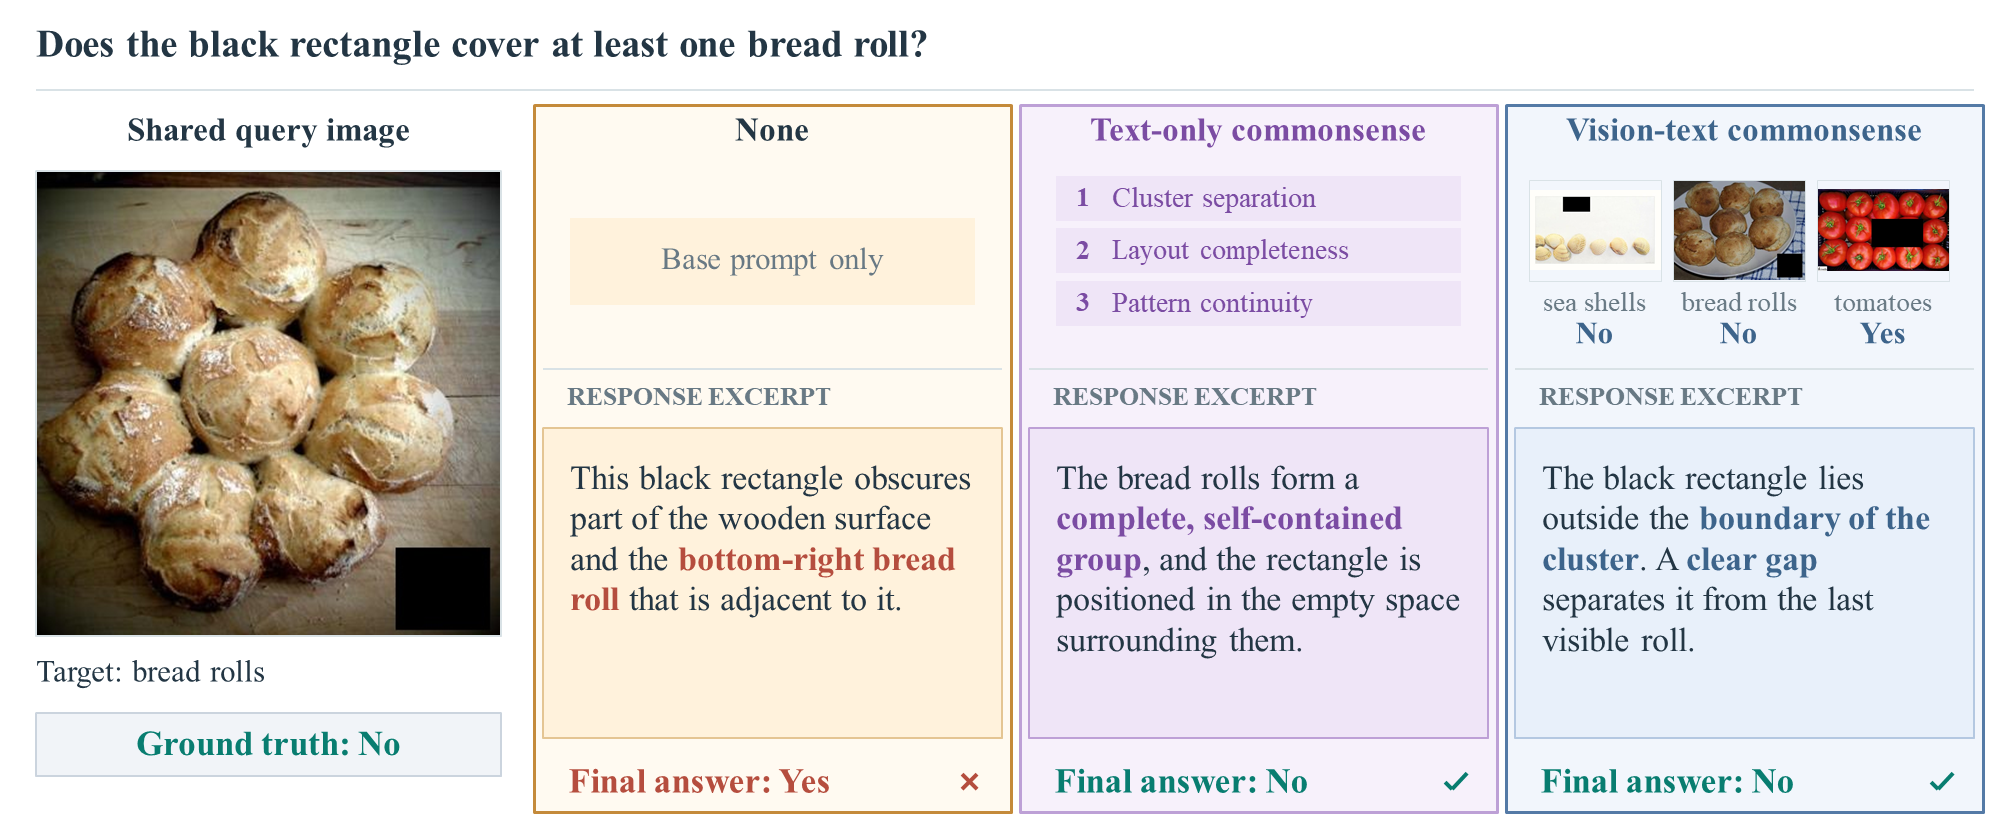 Does the black rectangle cover at least one bread roll?
Shared query image
Target: bread rolls
Ground truth: No
None
Base prompt only
RESPONSE EXCERPT
This black rectangle obscures
part of the wooden surface
and the bottom-right bread
roll that is adjacent to it.
Final answer: Yes ×
Text-only commonsense
1 Cluster separation
2 Layout completeness
3 Pattern continuity
RESPONSE EXCERPT
The bread rolls form a
complete, self-contained
group, and the rectangle is
positioned in the empty space
surrounding them.
Final answer: No ✓
Vision-text commonsense
sea shells bread rolls tomatoes
No No Yes
RESPONSE EXCERPT
The black rectangle lies
outside the boundary of the
cluster. A clear gap
separates it from the last
visible roll.
Final answer: No ✓